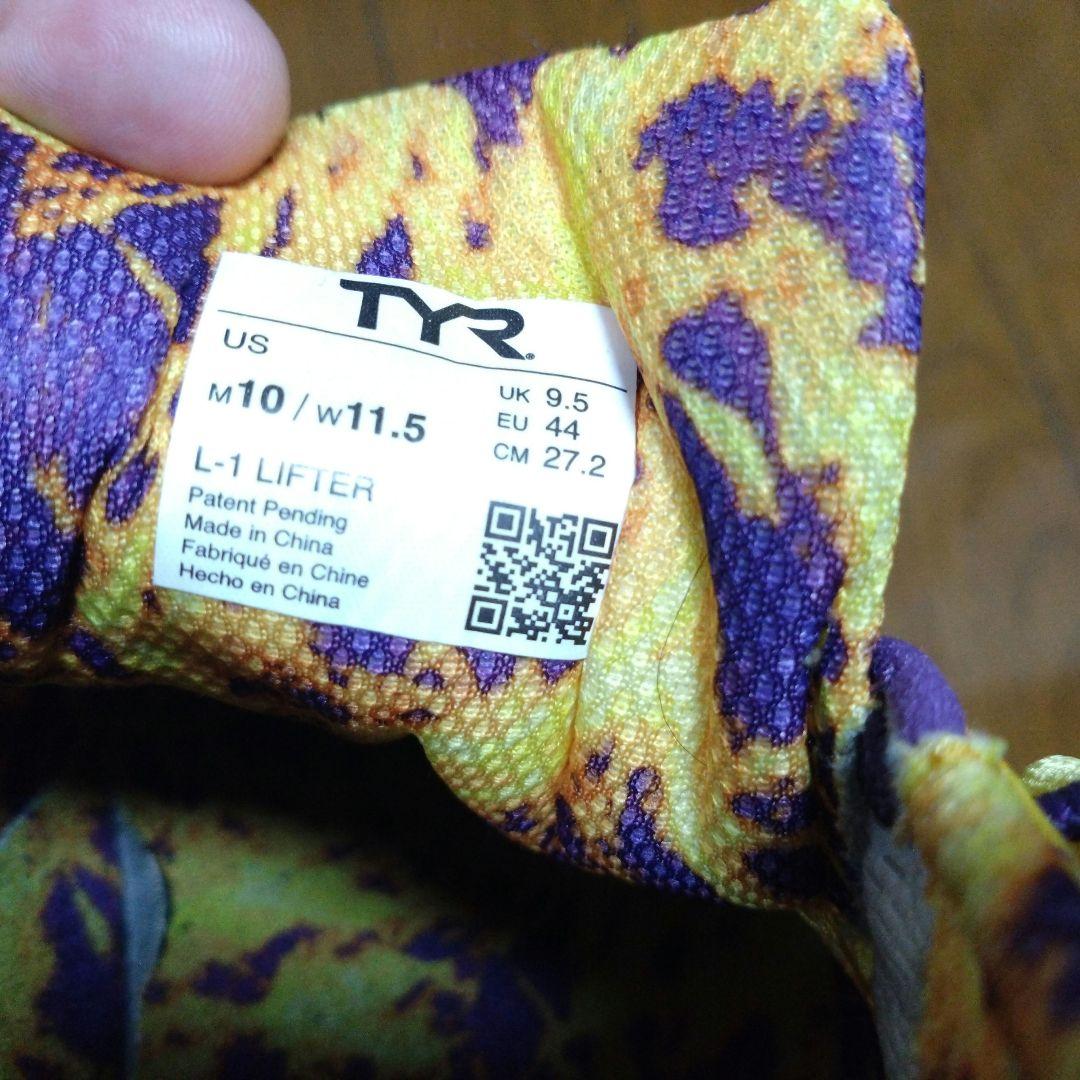 TYR
US
M10 / W11.5
UK 9.5
EU 44
CM 27.2
L-1 LIFTER
Patent Pending
Made in China
Fabriqué en Chine
Hecho en China